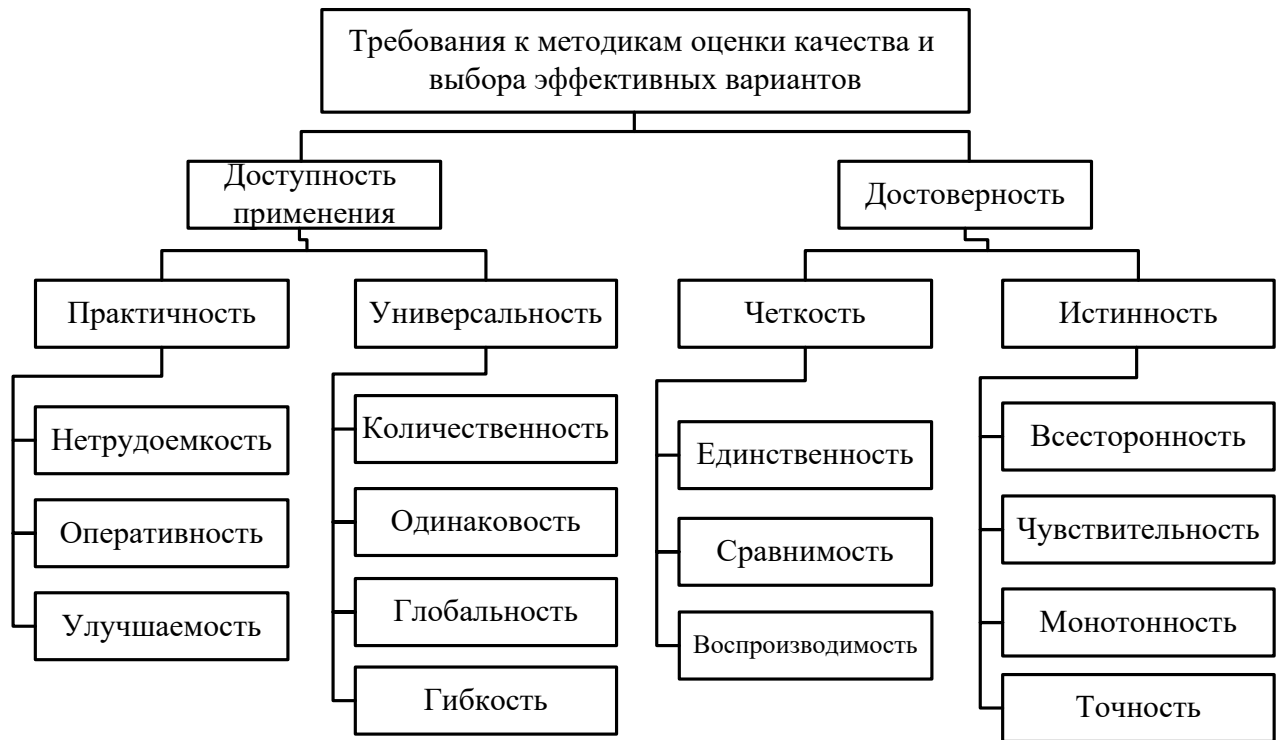 Требования к методикам оценки качества и
выбора эффективных вариантов
Доступность
применения
Достоверность
Практичность
Универсальность
Четкость
Истинность
Нетрудоемкость
Оперативность
Улучшаемость
Количественность
Одинаковость
Глобальность
Гибкость
Единственность
Сравнимость
Воспроизводимость
Всесторонность
Чувствительность
Монотонность
Точность